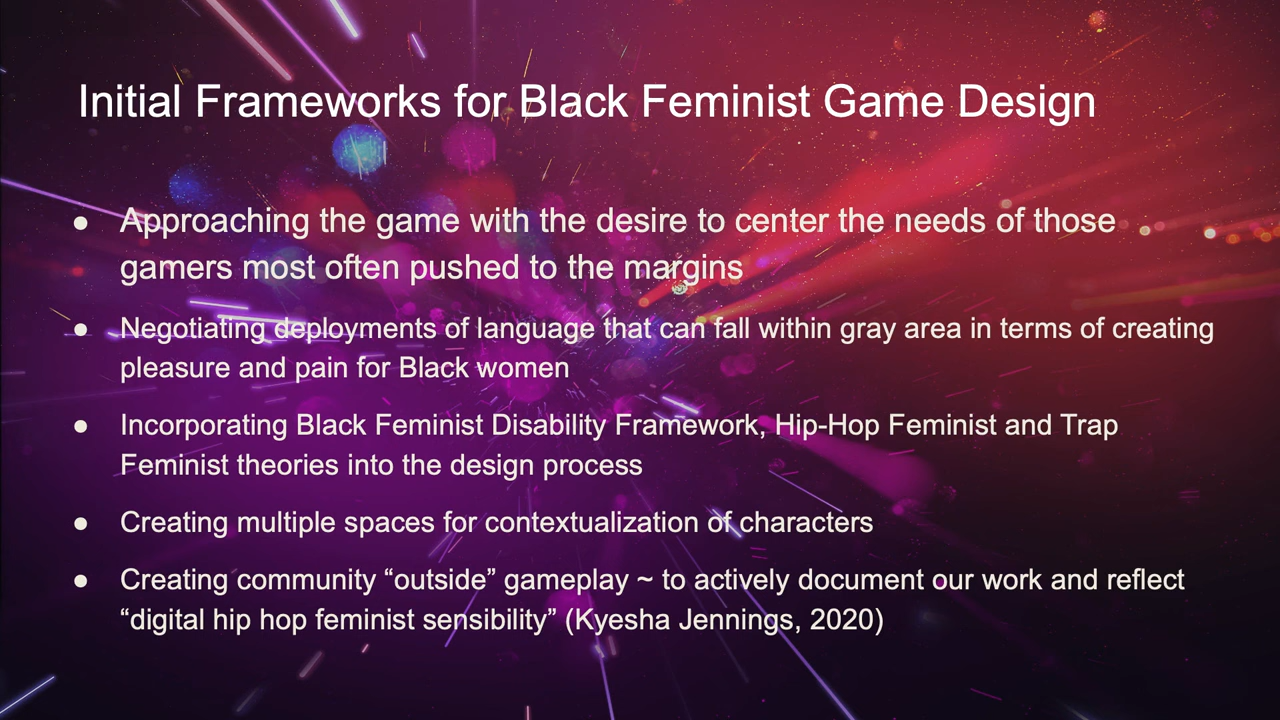 Initial Frameworks for Black Feminist Game Design
● Approaching the game with the desire to center the needs of those
gamers most often pushed to the margins
● Negotiating deployments of language that can fall within gray area in terms of creating
pleasure and pain for Black women
● Incorporating Black Feminist Disability Framework, Hip-Hop Feminist and Trap
Feminist theories into the design process
● Creating multiple spaces for contextualization of characters
● Creating community “outside” gameplay ~ to actively document our work and reflect
“digital hip hop feminist sensibility” (Kyesha Jennings, 2020)